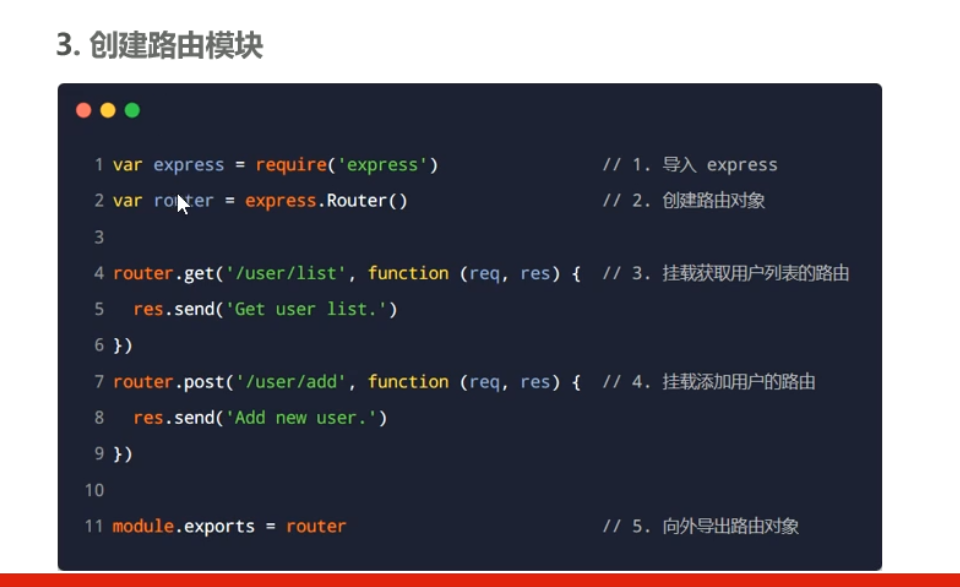 3. 创建路由模块
1 var express = require('express') // 1. 导入 express
2 var router = express.Router() // 2. 创建路由对象
3
4 router.get('/user/list', function (req, res) { // 3. 挂载获取用户列表的路由
5 res.send('Get user list.')
6 })
7 router.post('/user/add', function (req, res) { // 4. 挂载添加用户的路由
8 res.send('Add new user.')
9 })
10
11 module.exports = router // 5. 向外导出路由对象